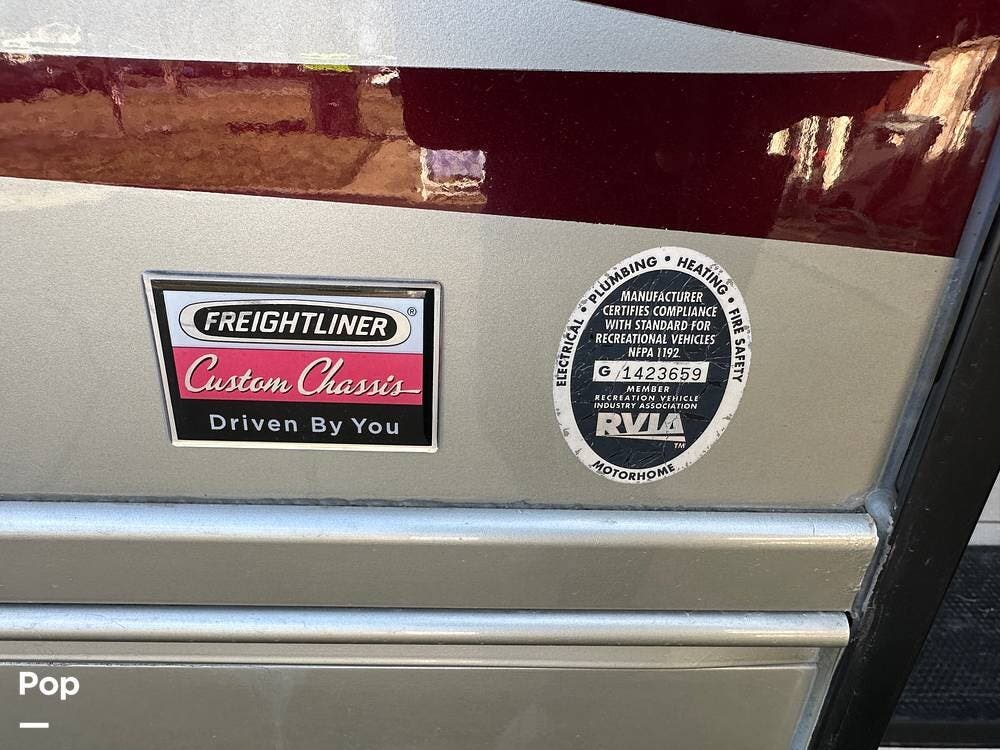 FREIGHTLINER®
Custom Chassis
Driven By You
ELECTRICAL • PLUMBING • HEATING • FIRE SAFETY
MANUFACTURER
CERTIFIES COMPLIANCE
WITH STANDARD FOR
RECREATIONAL VEHICLES
NFPA 1192
G 1423659
MEMBER
RECREATION VEHICLE
INDUSTRY ASSOCIATION
RVIA
TM
MOTORHOME
Pop